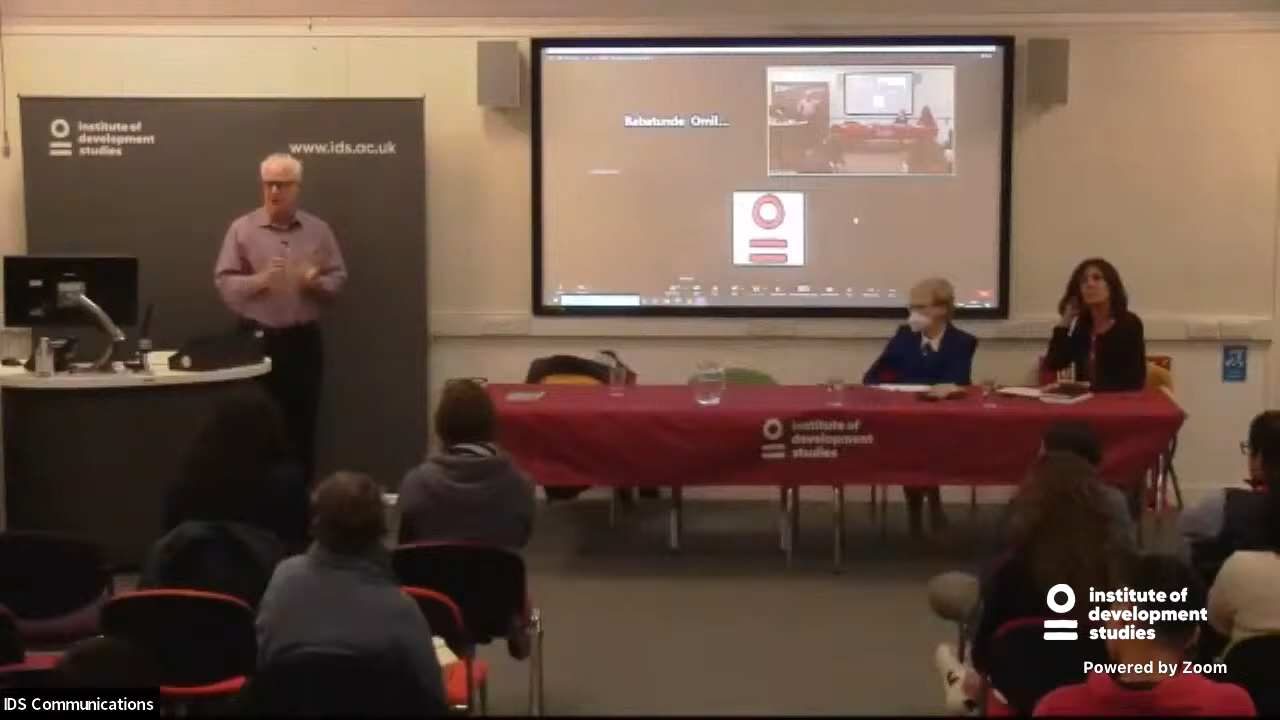 institute of
development
studies
www.ids.ac.uk
Babatunde Omil...
institute of
development
studies
institute of
development
studies
Powered by Zoom
IDS Communications